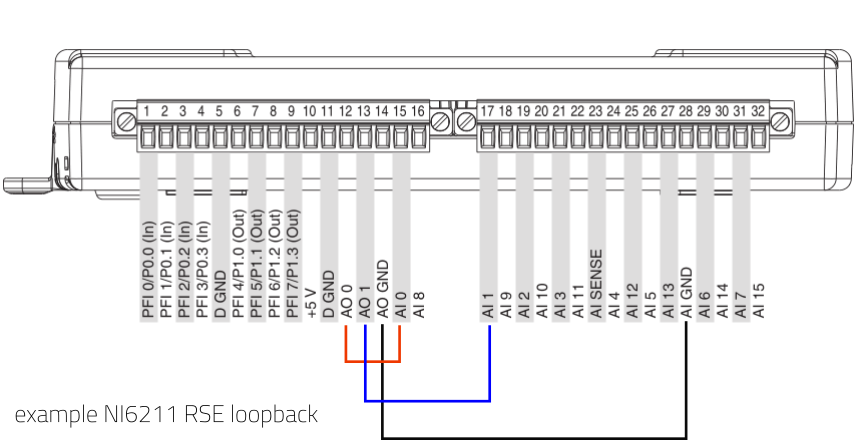 1 2 3 4 5 6 7 8 9 10 11 12 13 14 15 16
17 18 19 20 21 22 23 24 25 26 27 28 29 30 31 32
PFI 0/P0.0 (In)
PFI 1/P0.1 (In)
PFI 2/P0.2 (In)
PFI 3/P0.3 (In)
D GND
PFI 4/P1.0 (Out)
PFI 5/P1.1 (Out)
PFI 6/P1.2 (Out)
PFI 7/P1.3 (Out)
+5 V
D GND
AO 0
AO 1
AO GND
AI 0
AI 8
AI 1
AI 9
AI 2
AI 10
AI 3
AI 11
AI SENSE
AI 4
AI 12
AI 5
AI 13
AI GND
AI 6
AI 14
AI 7
AI 15
example NI6211 RSE loopback